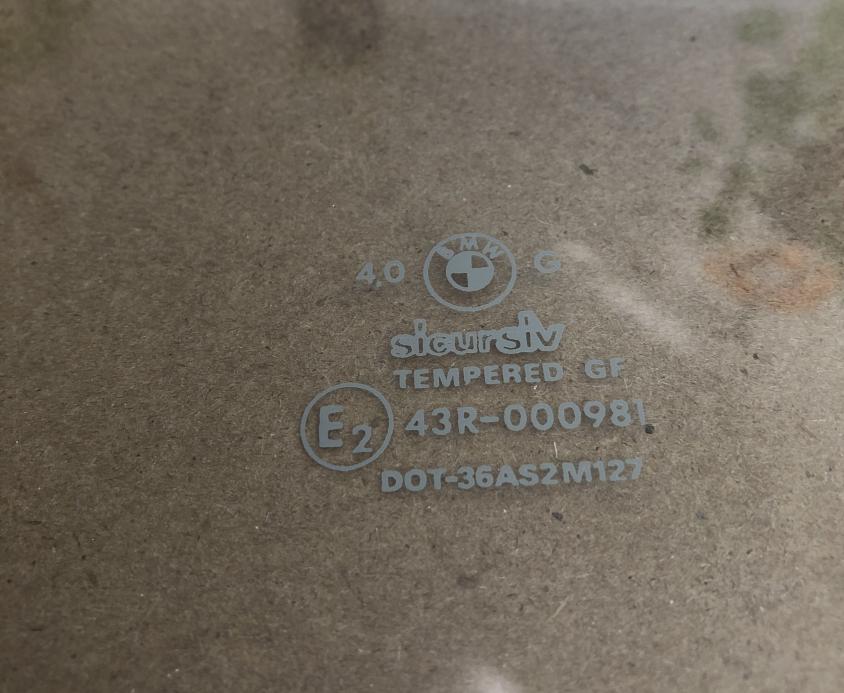 4,0 BMW G
sicursiv
TEMPERED GF
E2 43R-000981
DOT-36AS2M127